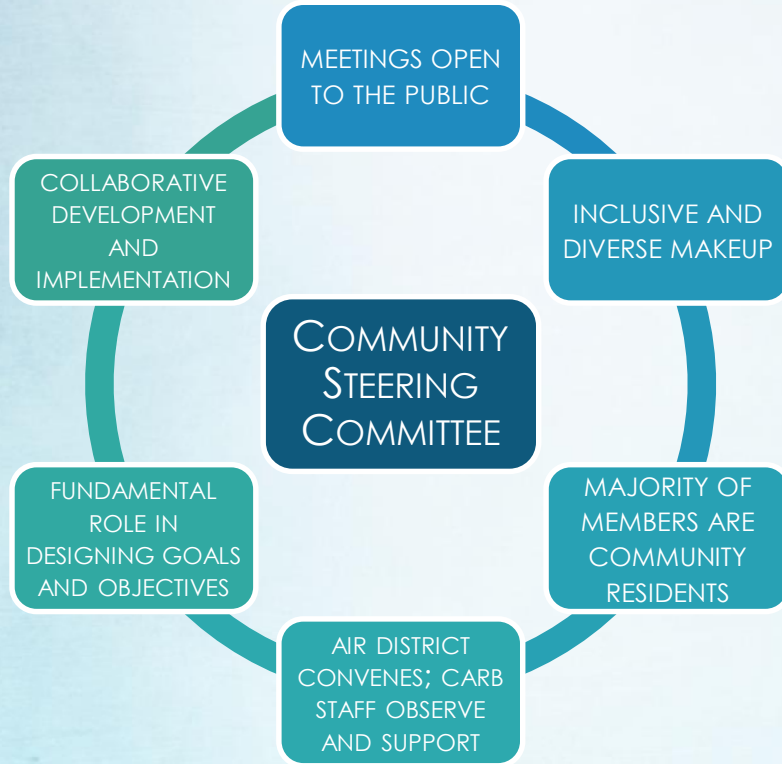 MEETINGS OPEN
TO THE PUBLIC
INCLUSIVE AND
DIVERSE MAKEUP
MAJORITY OF
MEMBERS ARE
COMMUNITY
RESIDENTS
AIR DISTRICT
CONVENES; CARB
STAFF OBSERVE
AND SUPPORT
FUNDAMENTAL
ROLE IN
DESIGNING GOALS
AND OBJECTIVES
COLLABORATIVE
DEVELOPMENT
AND
IMPLEMENTATION
COMMUNITY
STEERING
COMMITTEE